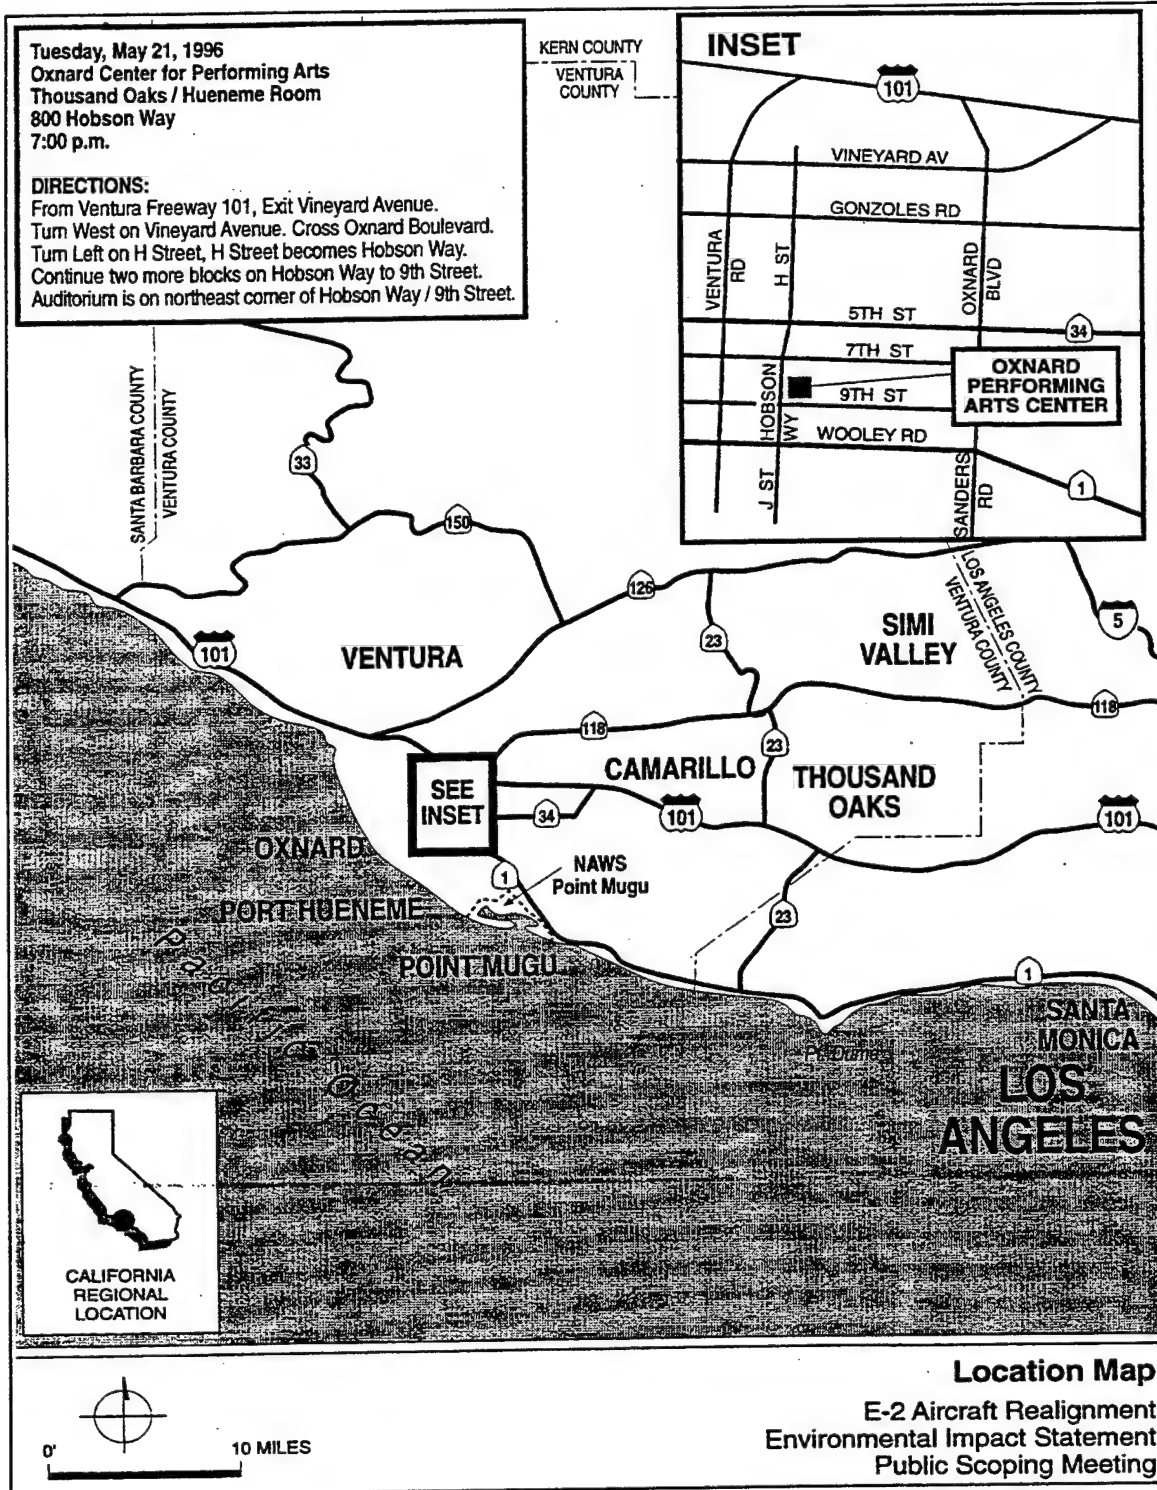 Tuesday, May 21, 1996
Oxnard Center for Performing Arts
Thousand Oaks / Hueneme Room
800 Hobson Way
7:00 p.m.
DIRECTIONS:
From Ventura Freeway 101, Exit Vineyard Avenue.
Turn West on Vineyard Avenue. Cross Oxnard Boulevard.
Turn Left on H Street, H Street becomes Hobson Way.
Continue two more blocks on Hobson Way to 9th Street.
Auditorium is on northeast corner of Hobson Way / 9th Street.
KERN COUNTY
VENTURA
COUNTY
INSET
101
VINEYARD AV
GONZOLES RD
VENTURA
RD
H ST
OXNARD
BLVD
5TH ST
34
7TH ST
OXNARD
PERFORMING
ARTS CENTER
HOBSON
WY
9TH ST
WOOLEY RD
J ST
SANDERS
RD
1
SANTA BARBARA COUNTY
VENTURA COUNTY
33
150
126
LOS ANGELES COUNTY
VENTURA COUNTY
5
101
VENTURA
23
SIMI
VALLEY
118
118
23
CAMARILLO
THOUSAND
OAKS
SEE
INSET
34
101
101
OXNARD
1
NAWS
Point Mugu
PORT HUENEME
23
POINT MUGU
1
SANTA
MONICA
Pt. Duma
LOS
ANGELES
CALIFORNIA
REGIONAL
LOCATION
Location Map
E-2 Aircraft Realignment
Environmental Impact Statement
Public Scoping Meeting
0'
10 MILES